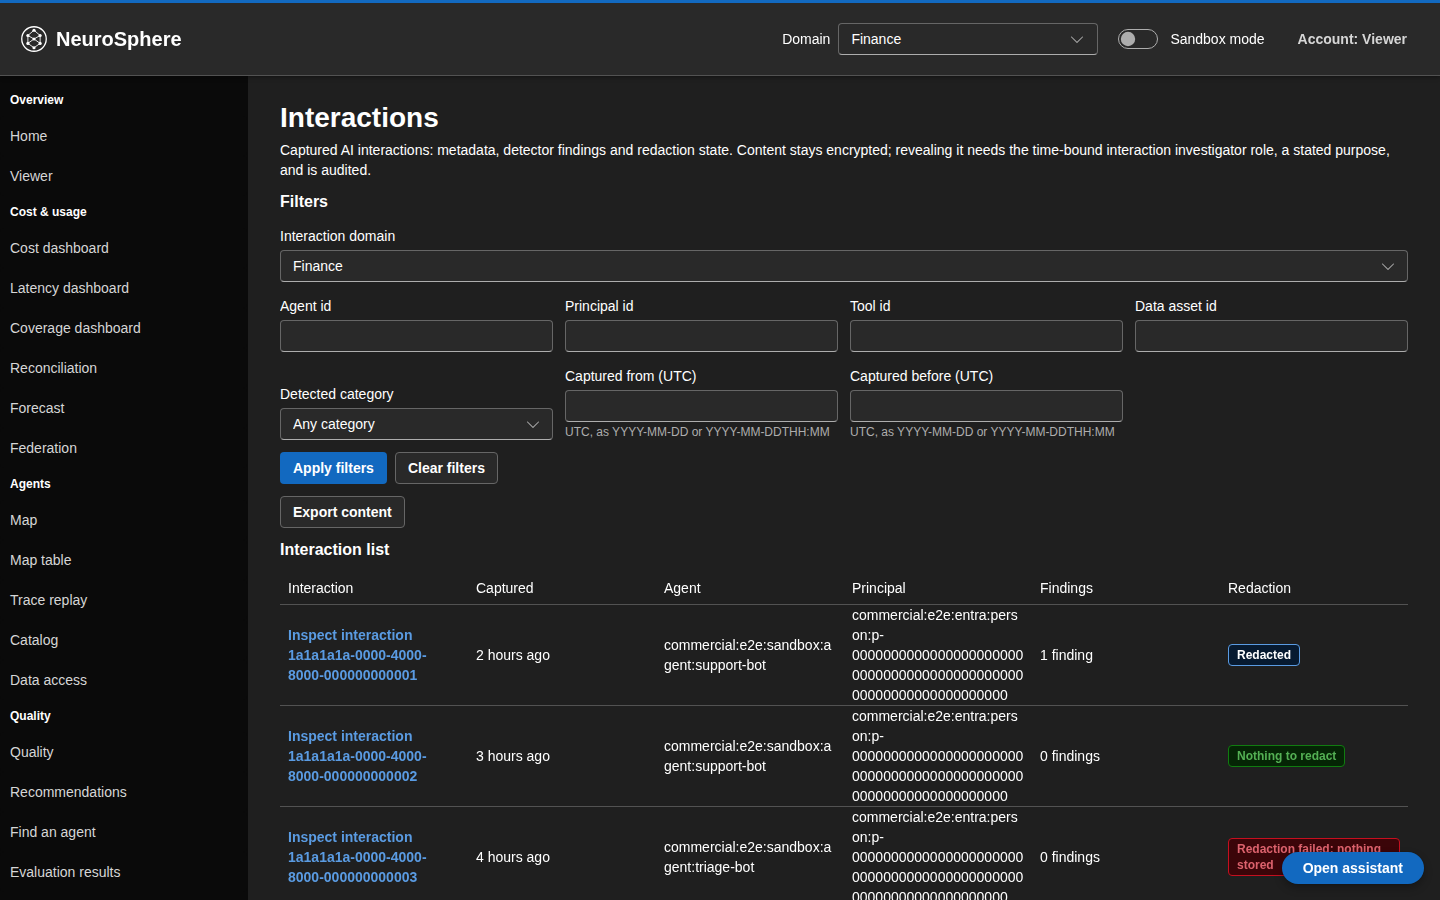 NeuroSphere
Domain
Finance
Sandbox mode
Account: Viewer
Overview
Home
Viewer
Cost & usage
Cost dashboard
Latency dashboard
Coverage dashboard
Reconciliation
Forecast
Federation
Agents
Map
Map table
Trace replay
Catalog
Data access
Quality
Quality
Recommendations
Find an agent
Evaluation results
Interactions
Captured AI interactions: metadata, detector findings and redaction state. Content stays encrypted; revealing it needs the time-bound interaction investigator role, a stated purpose,
and is audited.
Filters
Interaction domain
Finance
Agent id
Principal id
Tool id
Data asset id
Detected category
Any category
Captured from (UTC)
UTC, as YYYY-MM-DD or YYYY-MM-DDTHH:MM
Captured before (UTC)
UTC, as YYYY-MM-DD or YYYY-MM-DDTHH:MM
Apply filters
Clear filters
Export content
Interaction list
Interaction
Captured
Agent
Principal
Findings
Redaction
Inspect interaction
1a1a1a1a-0000-4000-
8000-000000000001
2 hours ago
commercial:e2e:sandbox:a
gent:support-bot
commercial:e2e:entra:pers
on:p-
0000000000000000000000
0000000000000000000000
00000000000000000000
1 finding
Redacted
Inspect interaction
1a1a1a1a-0000-4000-
8000-000000000002
3 hours ago
commercial:e2e:sandbox:a
gent:support-bot
commercial:e2e:entra:pers
on:p-
0000000000000000000000
0000000000000000000000
00000000000000000000
0 findings
Nothing to redact
Inspect interaction
1a1a1a1a-0000-4000-
8000-000000000003
4 hours ago
commercial:e2e:sandbox:a
gent:triage-bot
commercial:e2e:entra:pers
on:p-
0000000000000000000000
0000000000000000000000
00000000000000000000
0 findings
Redaction failed: nothing
stored
Open assistant